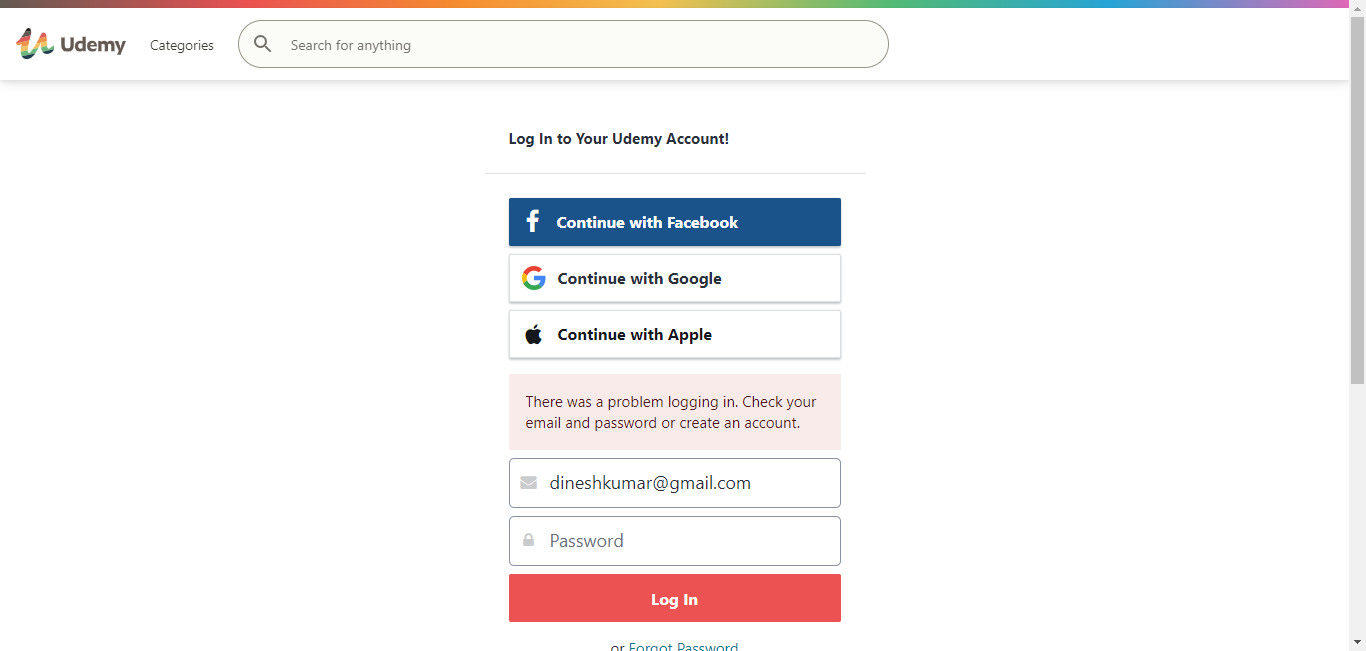 Udemy
Categories
Search for anything
Log In to Your Udemy Account!
Continue with Facebook
Continue with Google
Continue with Apple
There was a problem logging in. Check your
email and password or create an account.
dineshkumar@gmail.com
Password
Log In
or Forgot Password